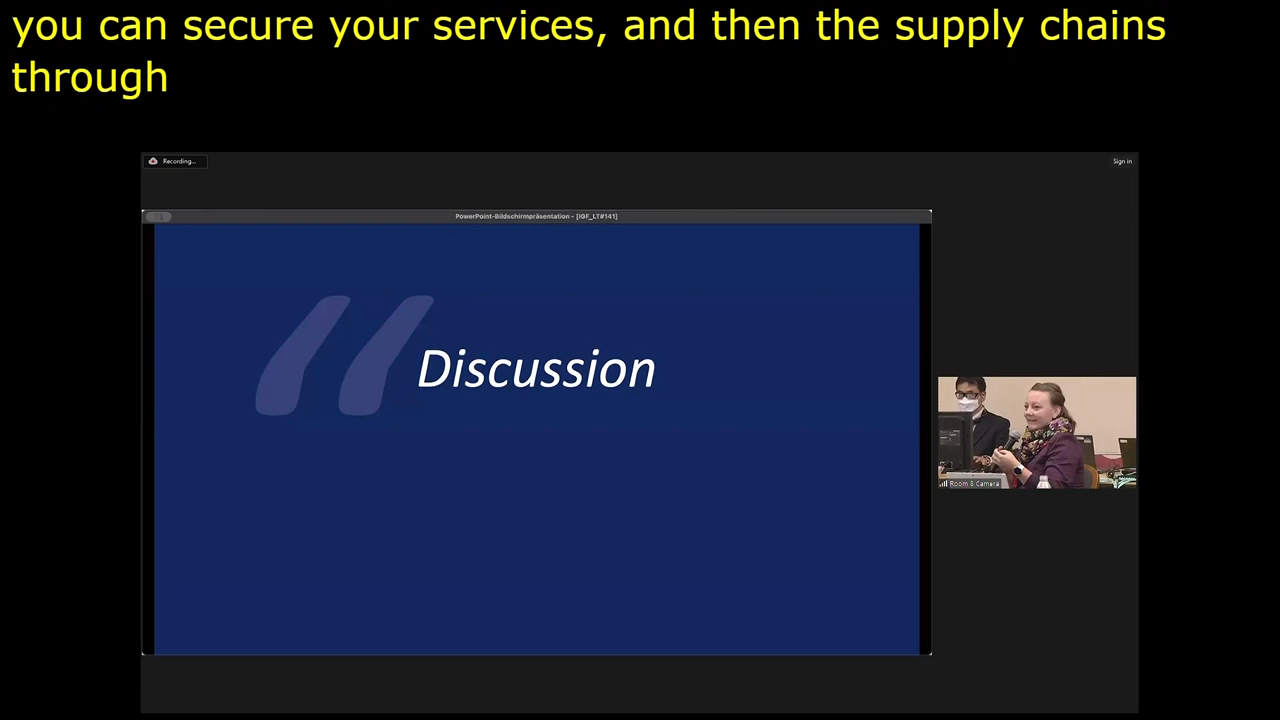 you can secure your services, and then the supply chains
through
Recording...
Sign in
PowerPoint-Bildschirmpräsentation - [IGF_LT#141]
Discussion
Room 8 Camera